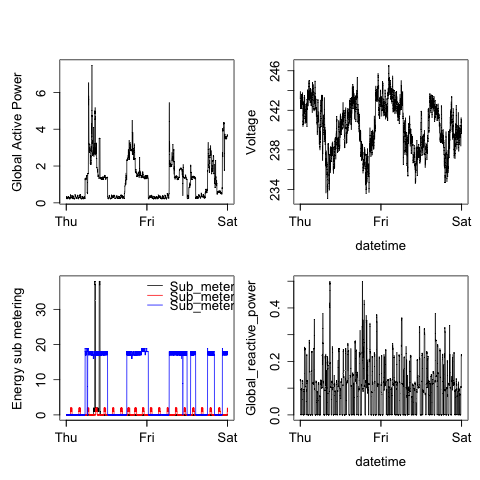 Global Active Power
6
4
2
0
Thu Fri Sat
Voltage
246
242
238
234
Thu Fri Sat
datetime
Energy sub metering
30
20
10
0
Sub_meter
Sub_meter
Sub_meter
Thu Fri Sat
Global_reactive_power
0.4
0.2
0.0
Thu Fri Sat
datetime